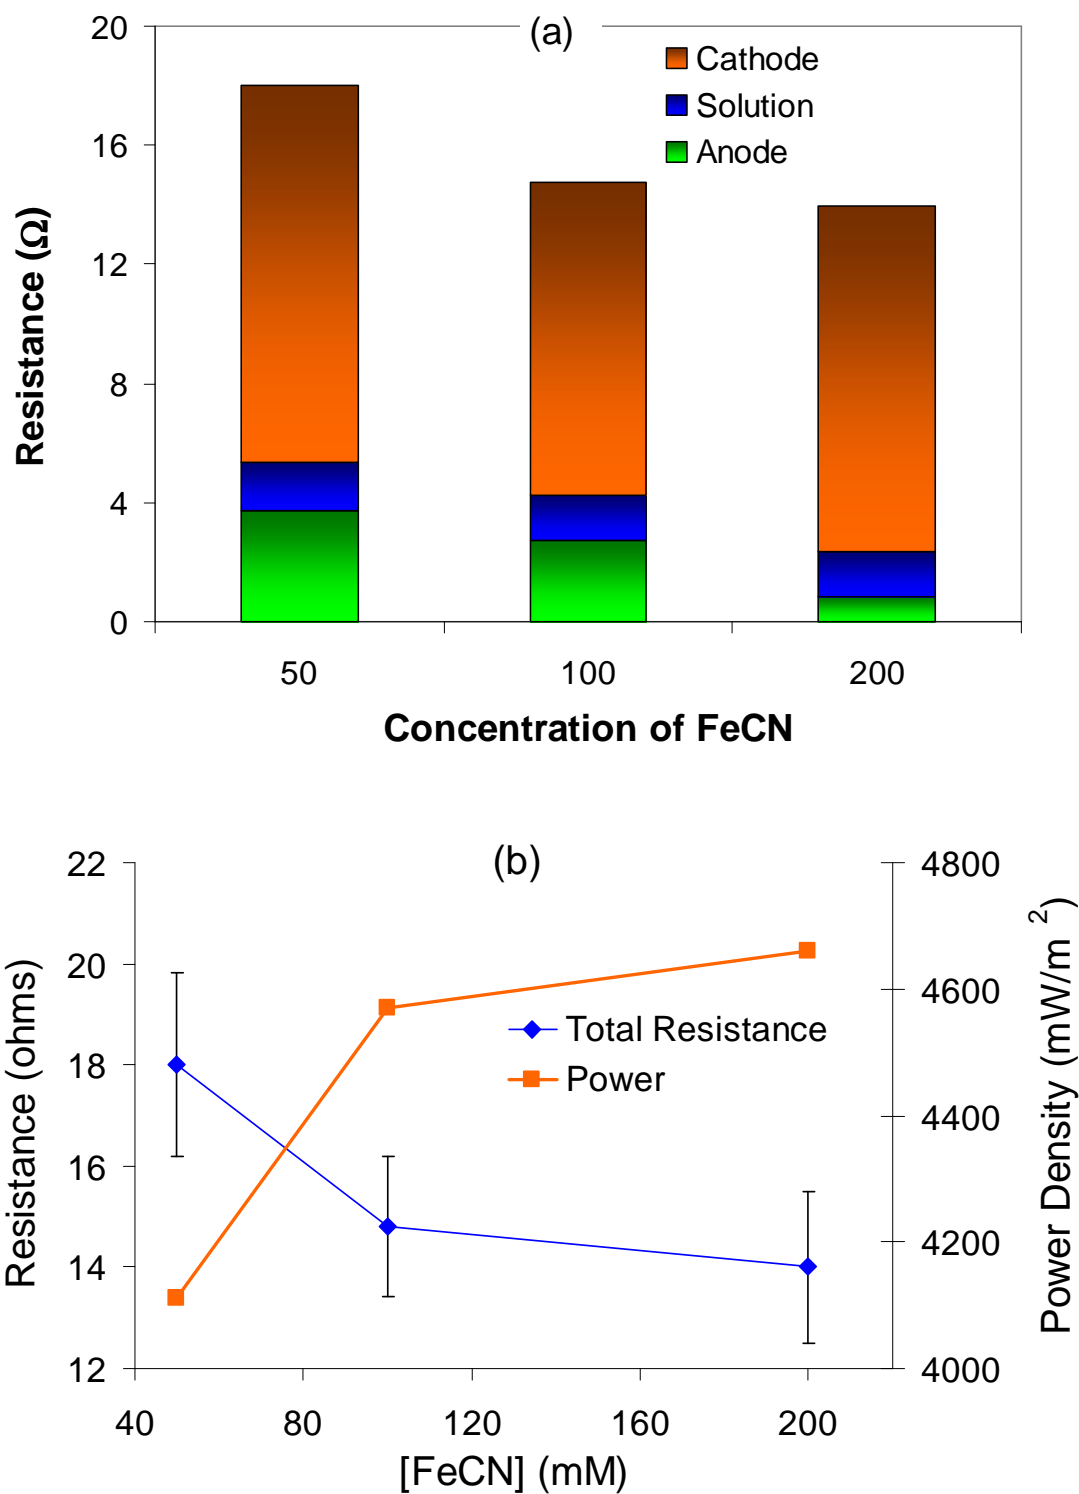 (a)
20
16
12
8
4
0
Resistance (Ω)
Cathode
Solution
Anode
50 100 200
Concentration of FeCN
(b)
22
20
18
16
14
12
Resistance (ohms)
Total Resistance
Power
4800
4600
4400
4200
4000
Power Density (mW/m 2)
40 80 120 160 200
[FeCN] (mM)